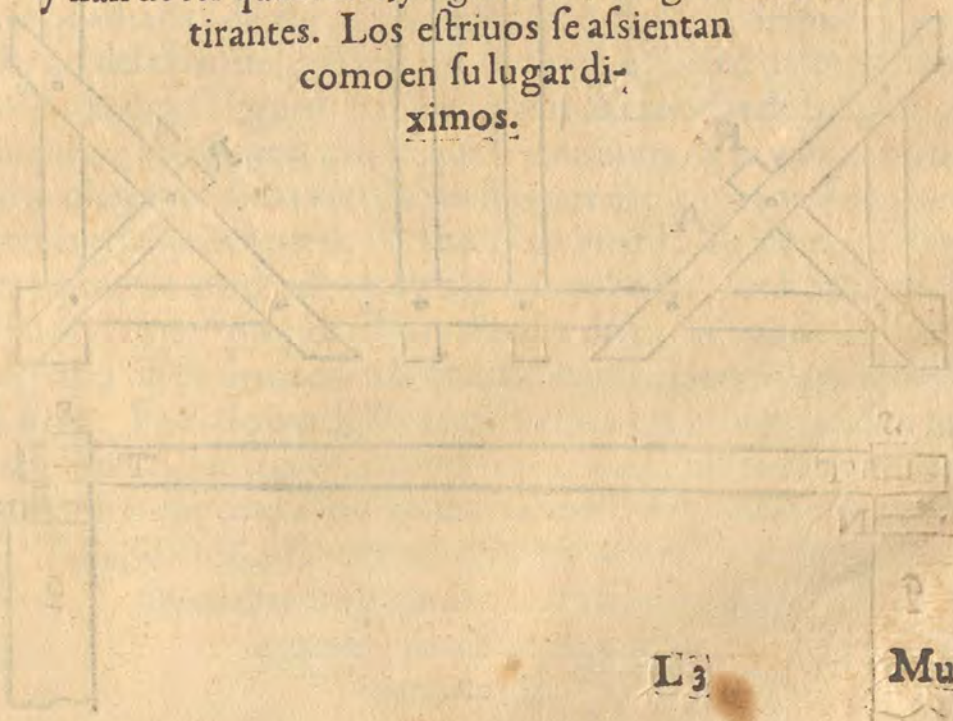 tirantes. Los eſtriuos ſe aſsientan
como en ſu lugar di-
ximos.
L 3
Mu